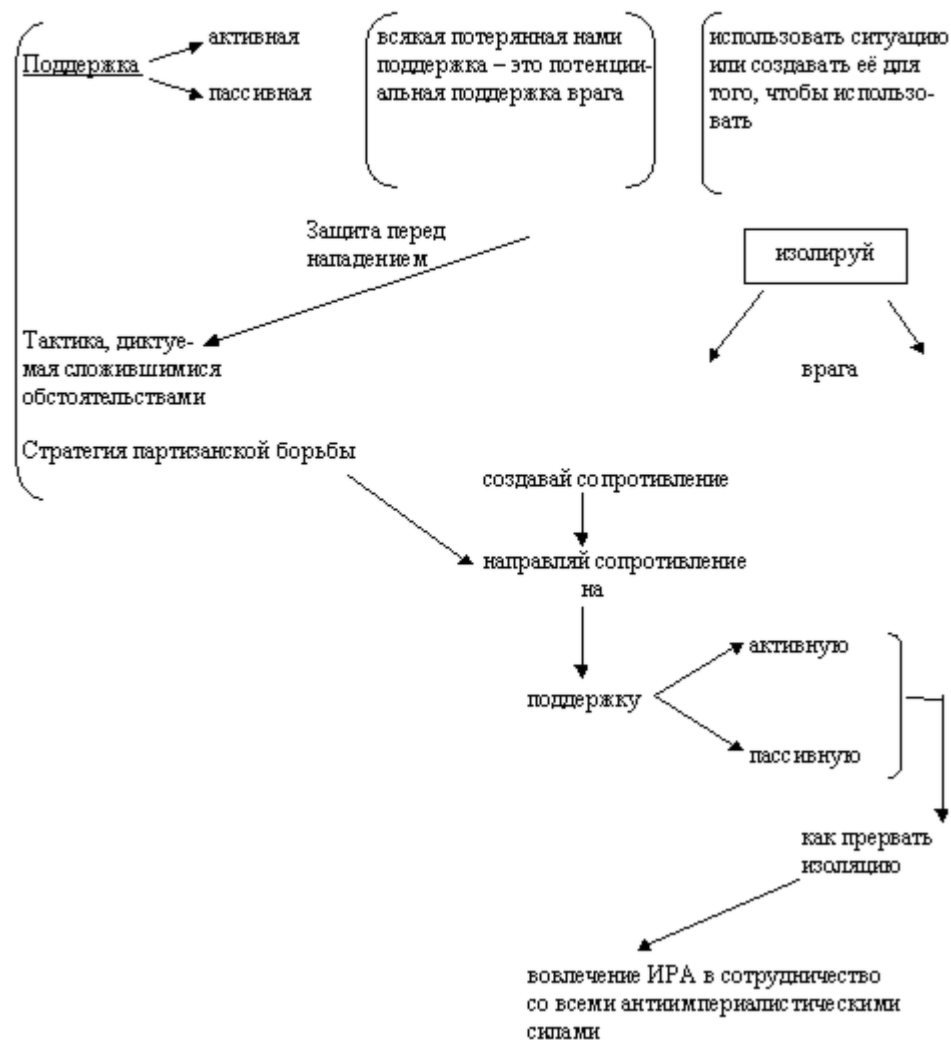 Поддержка
активная
пассивная
всякая потерянная нами
поддержка – это потенци-
альная поддержка врага
использовать ситуацию
или создавать её для
того, чтобы использо-
вать
Защита перед
нападением
изолируй
врага
Тактика, диктуе-
мая сложившимися
обстоятельствами
Стратегия партизанской борьбы
создавай сопротивление
направляй сопротивление
на
поддержку
активную
пассивную
как прервать
изоляцию
вовлечение ИРА в сотрудничество
со всеми антиимпериалистическими
силами